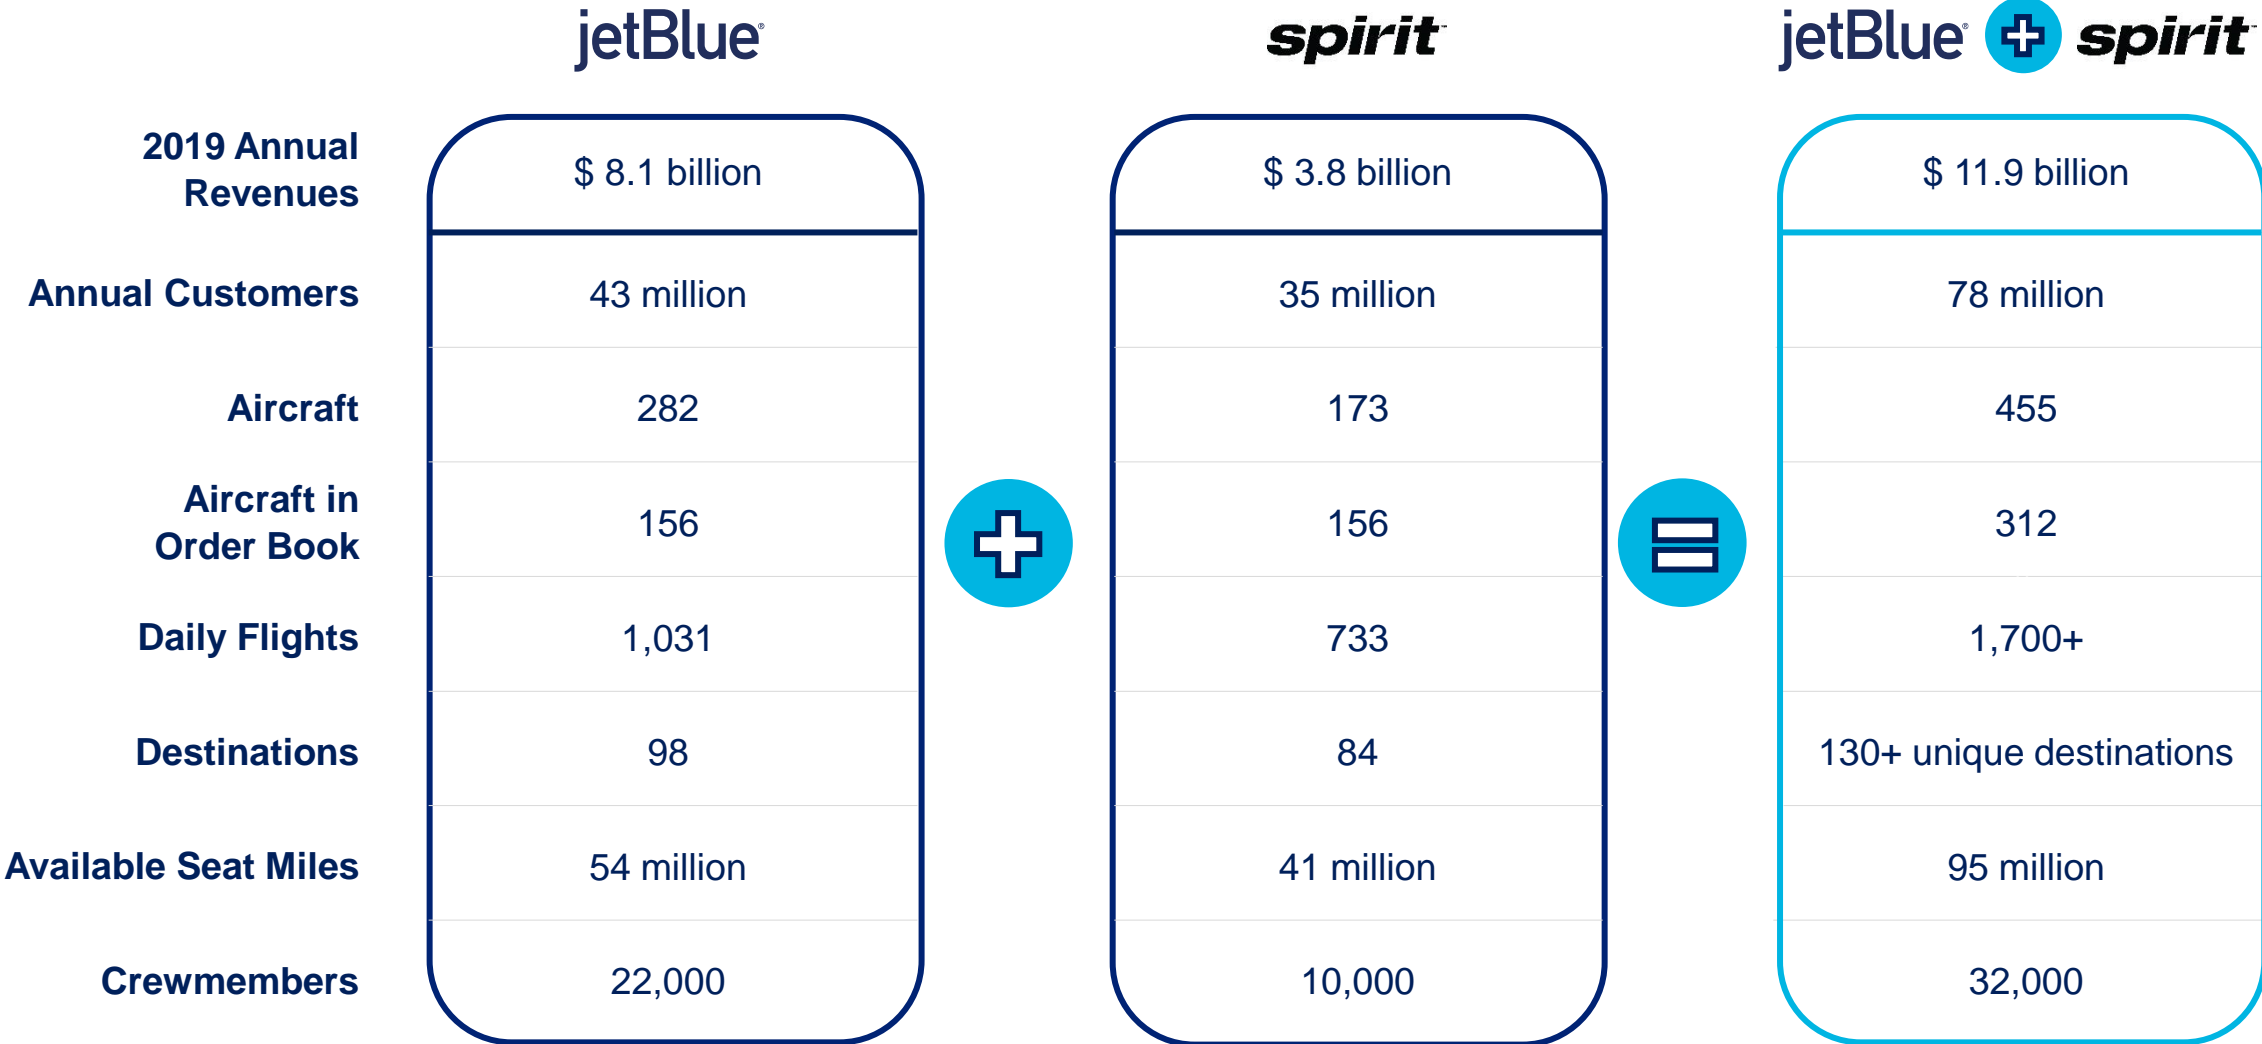 jetBlue® spirit™ jetBlue® spirit™
2019 Annual
Revenues
$ 8.1 billion $ 3.8 billion $ 11.9 billion
Annual Customers 43 million 35 million 78 million
Aircraft 282 173 455
Aircraft in
Order Book
156 156 312
Daily Flights 1,031 733 1,700+
Destinations 98 84 130+ unique destinations
Available Seat Miles 54 million 41 million 95 million
Crewmembers 22,000 10,000 32,000